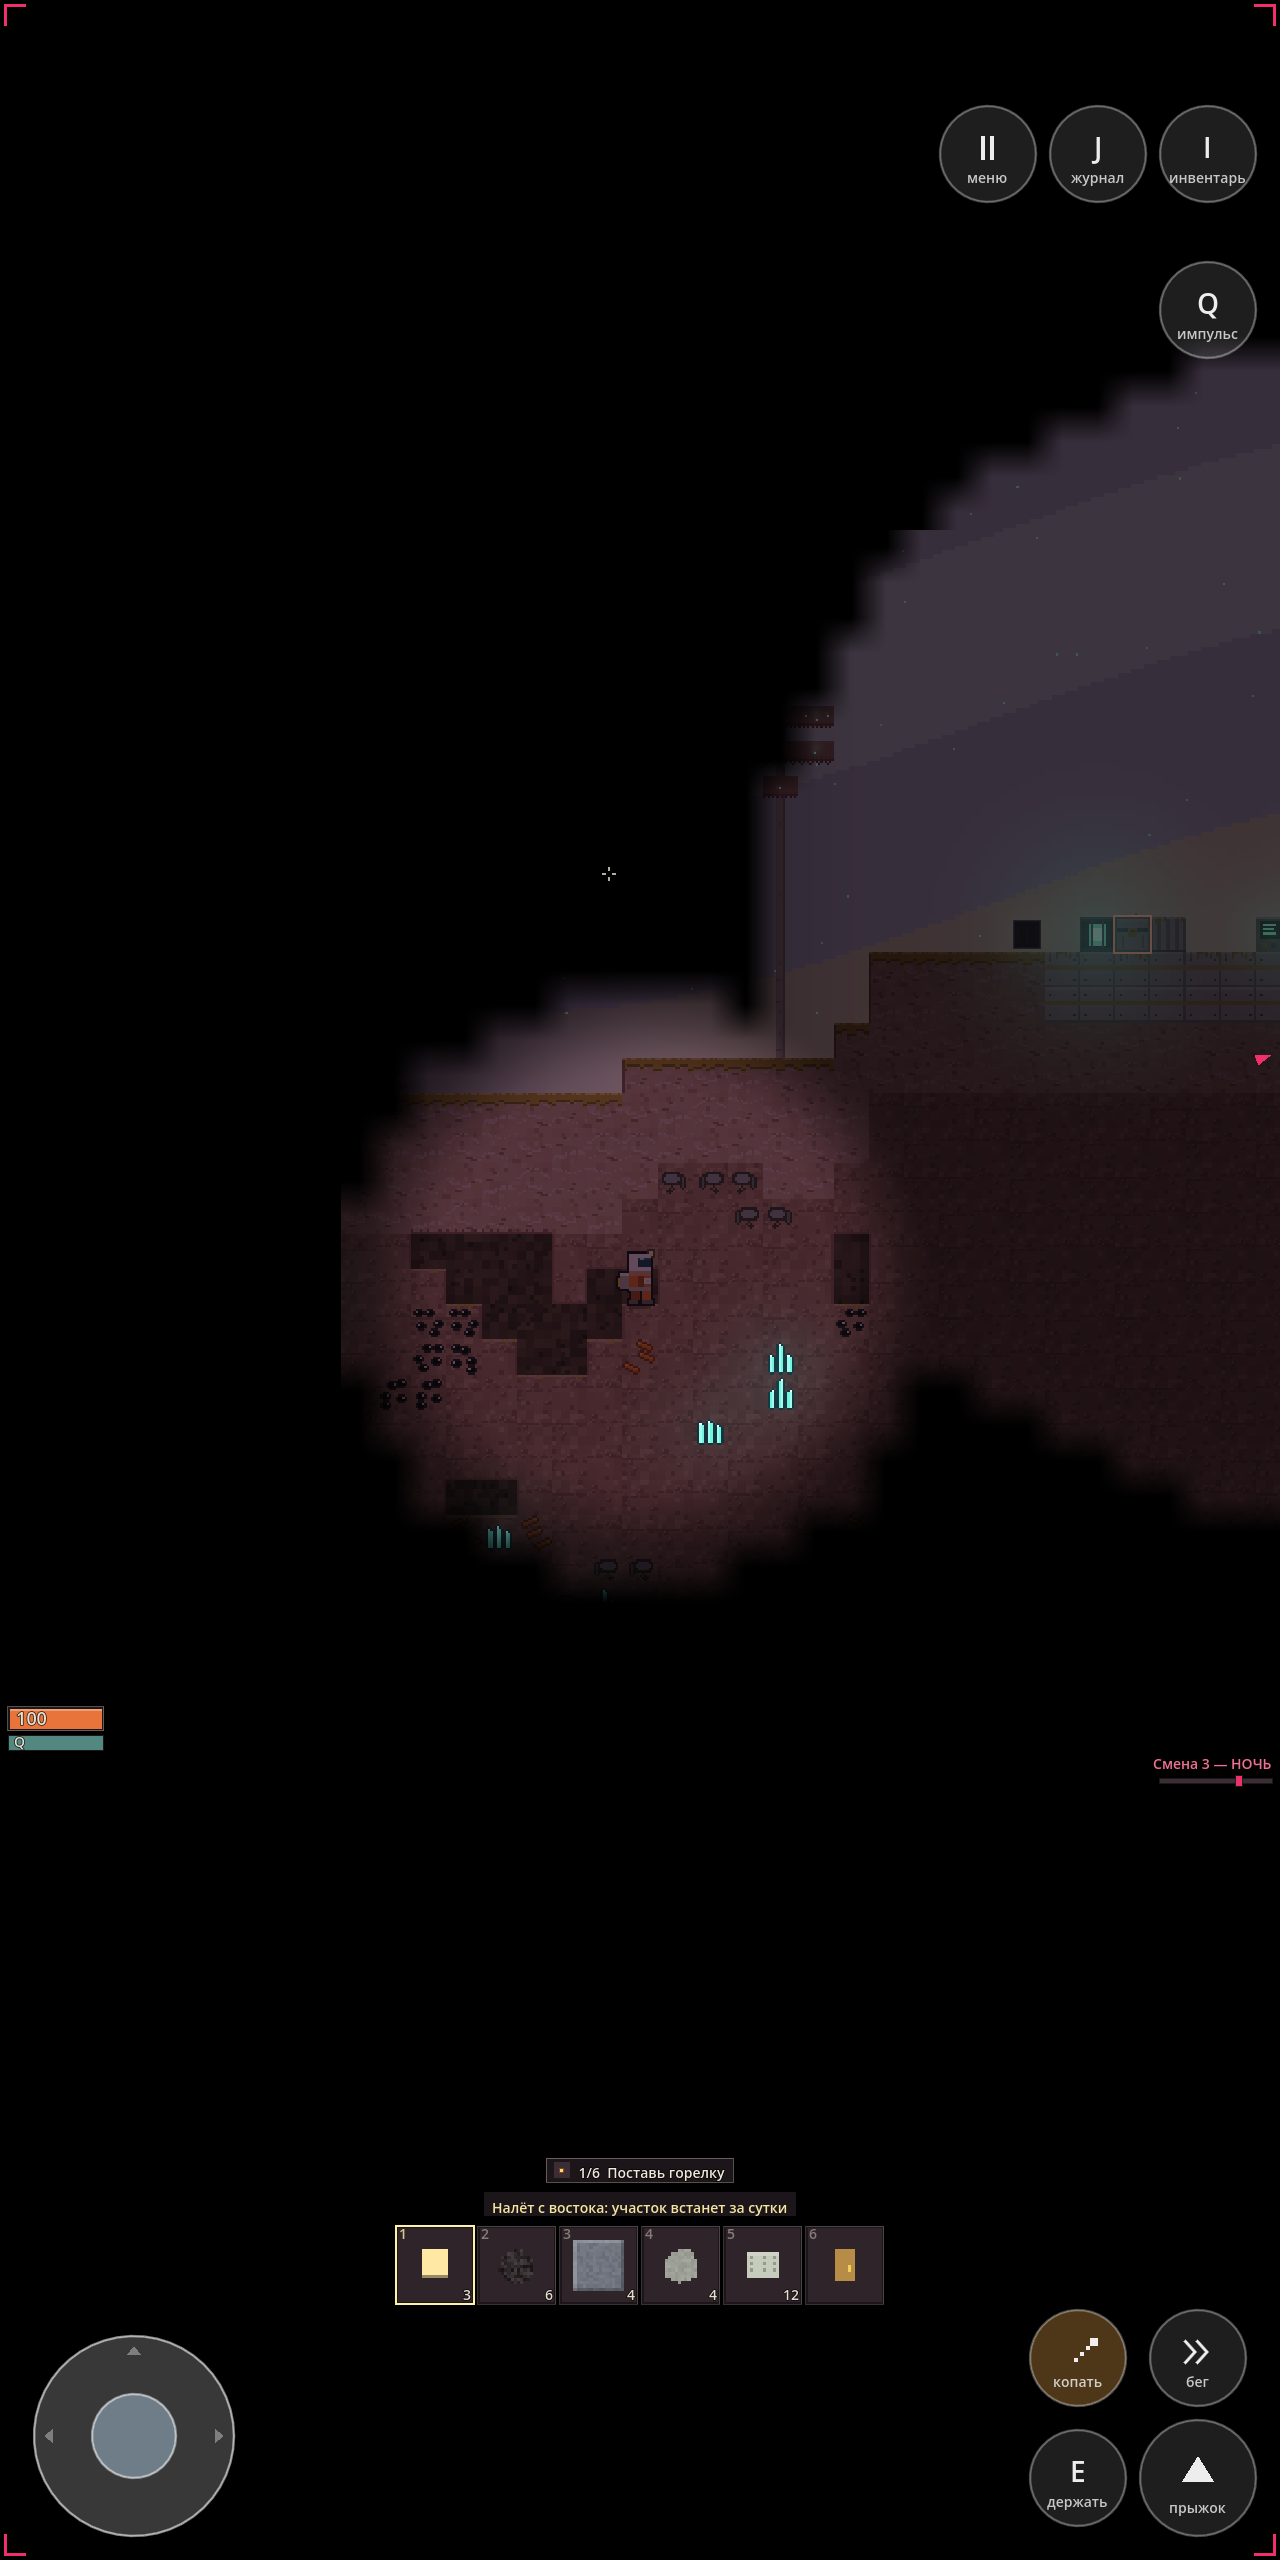 II
меню
J
журнал
I
инвентарь
Q
импульс
100
Q
Смена 3 — НОЧЬ
1/6 Поставь горелку
Налёт с востока: участок встанет за сутки
1 2 3 4 5 6
3 6 4 4 12
копать
бег
E
держать
прыжок